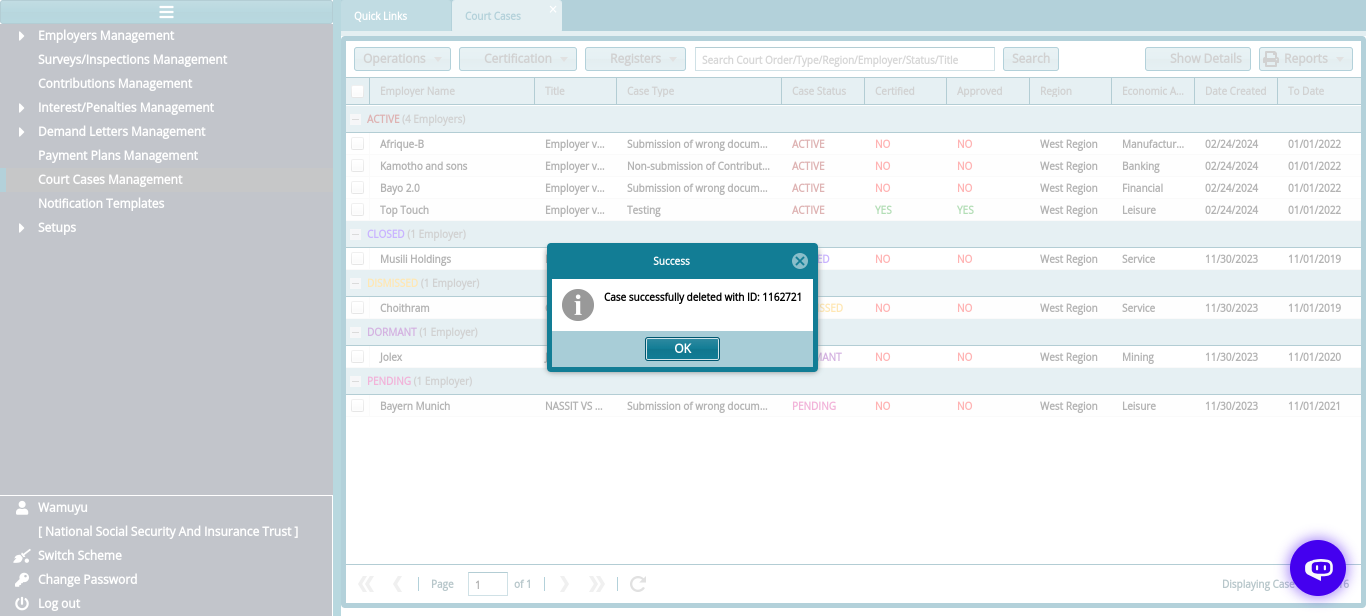 Quick Links
Court Cases
Employers Management
Surveys/Inspections Management
Contributions Management
Interest/Penalties Management
Demand Letters Management
Payment Plans Management
Court Cases Management
Notification Templates
Setups
Wamuyu
[ National Social Security And Insurance Trust ]
Switch Scheme
Change Password
Log out
Operations Certification Registers Search Court Order/Type/Region/Employer/Status/Title Search Show Details Reports
Employer Name Title Case Type Case Status Certified Approved Region Economic A... Date Created To Date
ACTIVE (4 Employers)
Afrique-B Employer v... Submission of wrong docum... ACTIVE NO NO West Region Manufactur... 02/24/2024 01/01/2022
Kamotho and sons Employer v... Non-submission of Contribut... ACTIVE NO NO West Region Banking 02/24/2024 01/01/2022
Bayo 2.0 Employer v... Submission of wrong docum... ACTIVE NO NO West Region Financial 02/24/2024 01/01/2022
Top Touch Employer v... Testing ACTIVE YES YES West Region Leisure 02/24/2024 01/01/2022
CLOSED (1 Employer)
Musili Holdings ED NO NO West Region Service 11/30/2023 11/01/2019
(1 Employer)
Choithram SSED NO NO West Region Service 11/30/2023 11/01/2019
DORMANT (1 Employer)
Jolex MANT NO NO West Region Mining 11/30/2023 11/01/2020
PENDING (1 Employer)
Bayern Munich NASSIT VS ... Submission of wrong docum... PENDING NO NO West Region Leisure 11/30/2023 11/01/2021
Success
Case successfully deleted with ID: 1162721
OK
Page 1 of 1
Displaying Case 6